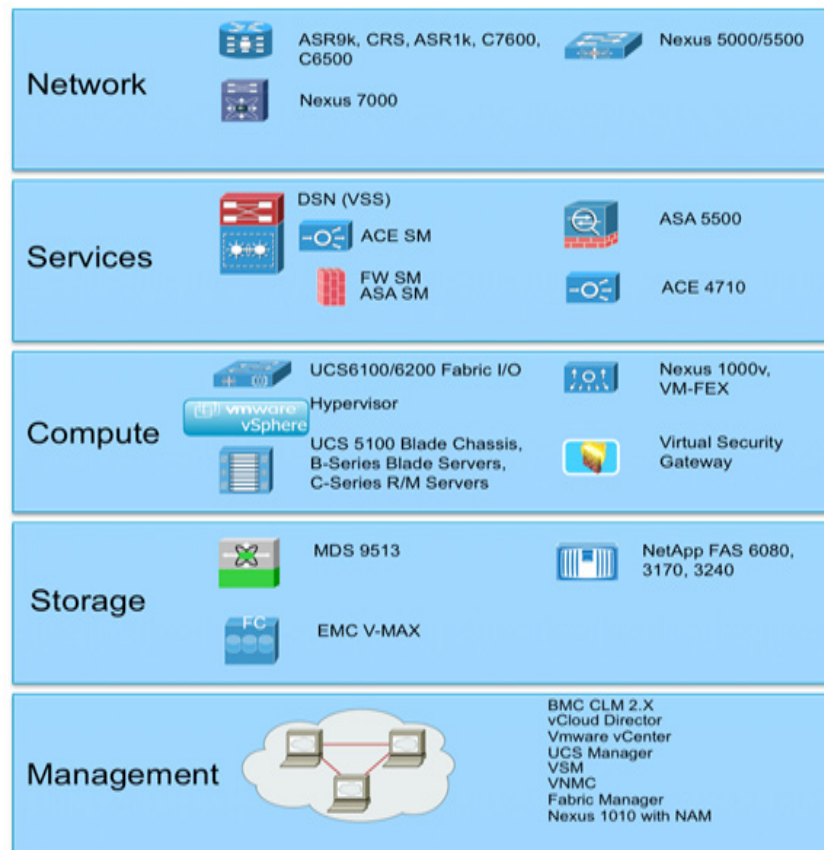 Network
ASR9k, CRS, ASR1k, C7600,
C6500
Nexus 7000
Nexus 5000/5500
Services
DSN (VSS)
ACE SM
FW SM
ASA SM
ASA 5500
ACE 4710
Compute
UCS6100/6200 Fabric I/O
vmware
vSphere
Hypervisor
UCS 5100 Blade Chassis,
B-Series Blade Servers,
C-Series R/M Servers
Nexus 1000v,
VM-FEX
Virtual Security
Gateway
Storage
MDS 9513
FC
EMC V-MAX
NetApp FAS 6080,
3170, 3240
Management
BMC CLM 2.X
vCloud Director
Vmware vCenter
UCS Manager
VSM
VNMC
Fabric Manager
Nexus 1010 with NAM